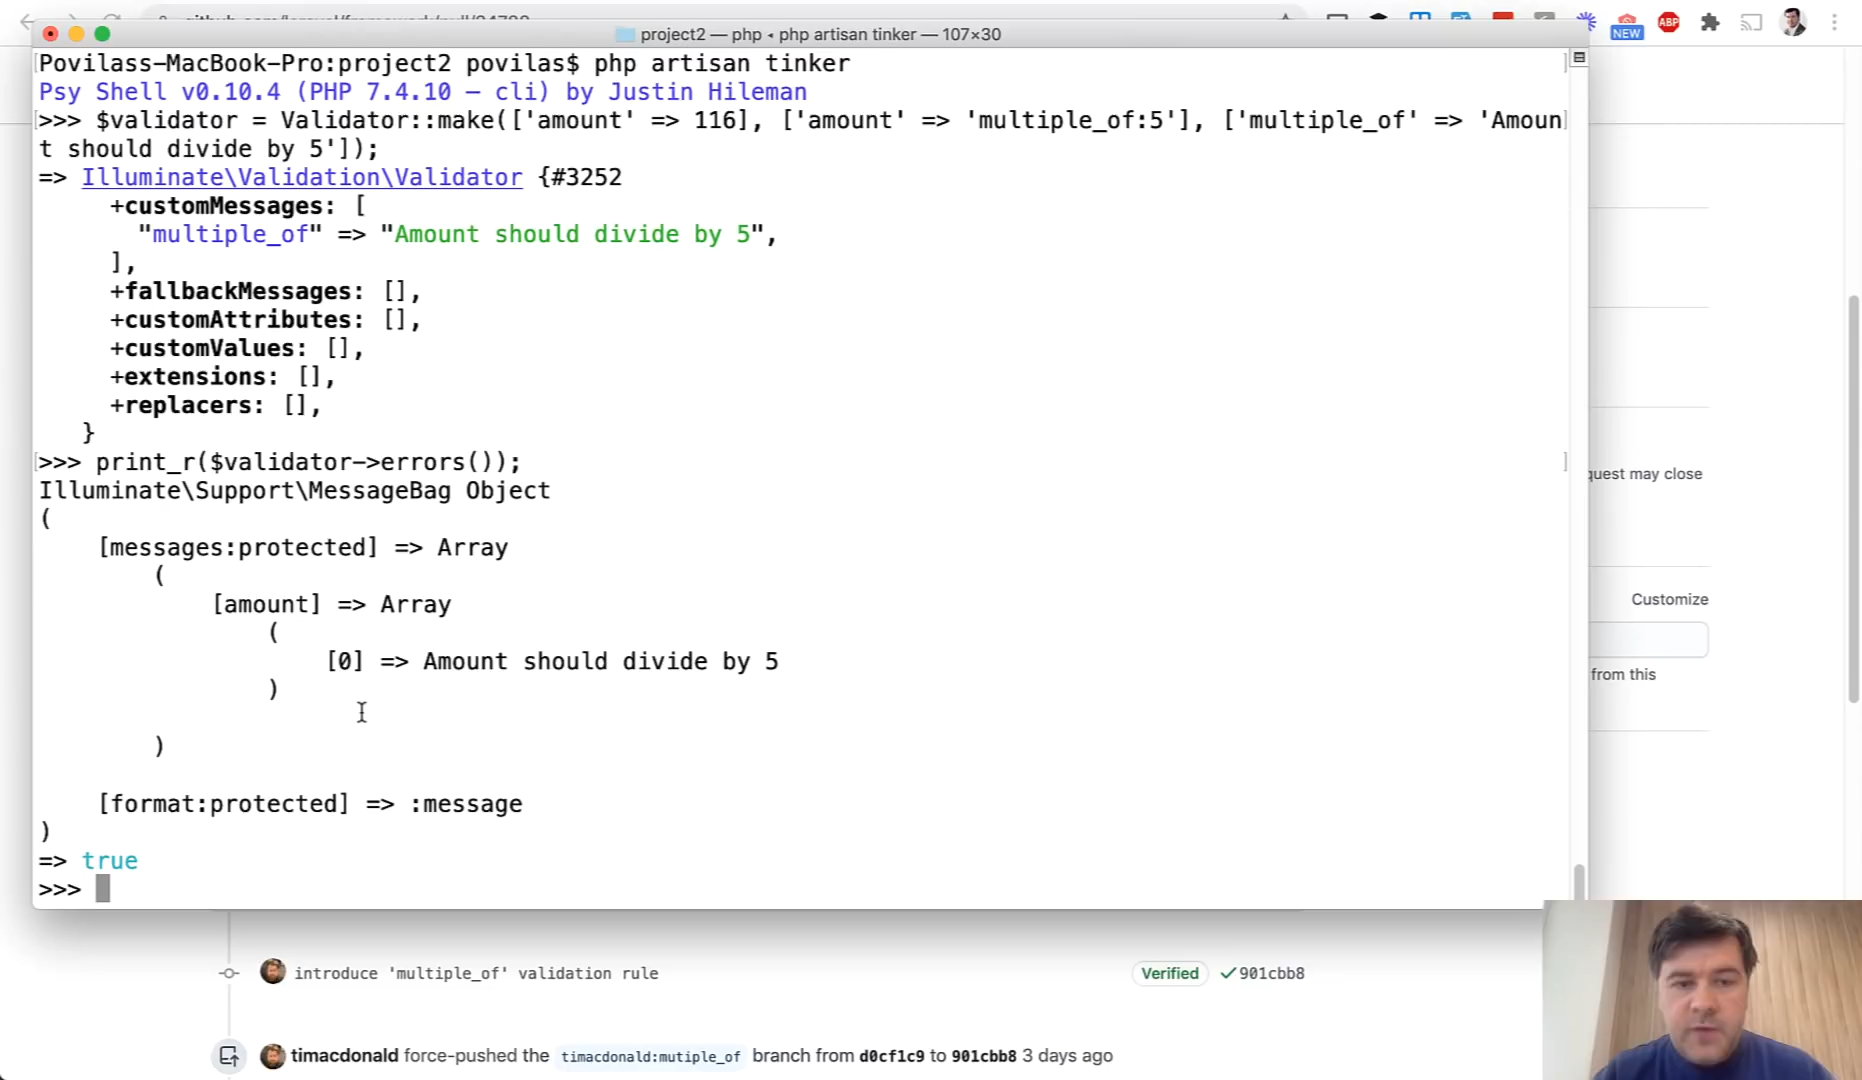 project2 — php ◂ php artisan tinker — 107×30
NEW
ABP
Povilass-MacBook-Pro:project2 povilas$ php artisan tinker
Psy Shell v0.10.4 (PHP 7.4.10 — cli) by Justin Hileman
>>> $validator = Validator::make(['amount' => 116], ['amount' => 'multiple_of:5'], ['multiple_of' => 'Amoun
t should divide by 5']);
=> Illuminate\Validation\Validator {#3252
+customMessages: [
"multiple_of" => "Amount should divide by 5",
],
+fallbackMessages: [],
+customAttributes: [],
+customValues: [],
+extensions: [],
+replacers: [],
}
>>> print_r($validator->errors());
Illuminate\Support\MessageBag Object
(
[messages:protected] => Array
(
[amount] => Array
(
[0] => Amount should divide by 5
)
)
[format:protected] => :message
)
=> true
>>>
quest may close
Customize
from this
introduce 'multiple_of' validation rule
Verified
901cbb8
timacdonald force-pushed the timacdonald:mutiple_of branch from d0cf1c9 to 901cbb8 3 days ago